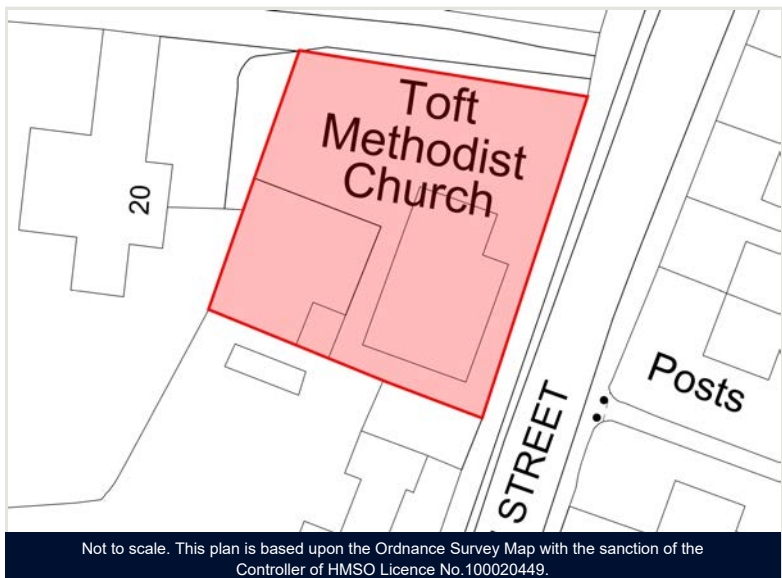 Toft
Methodist
Church
20
Posts
STREET
Not to scale. This plan is based upon the Ordnance Survey Map with the sanction of the
Controller of HMSO Licence No.100020449.